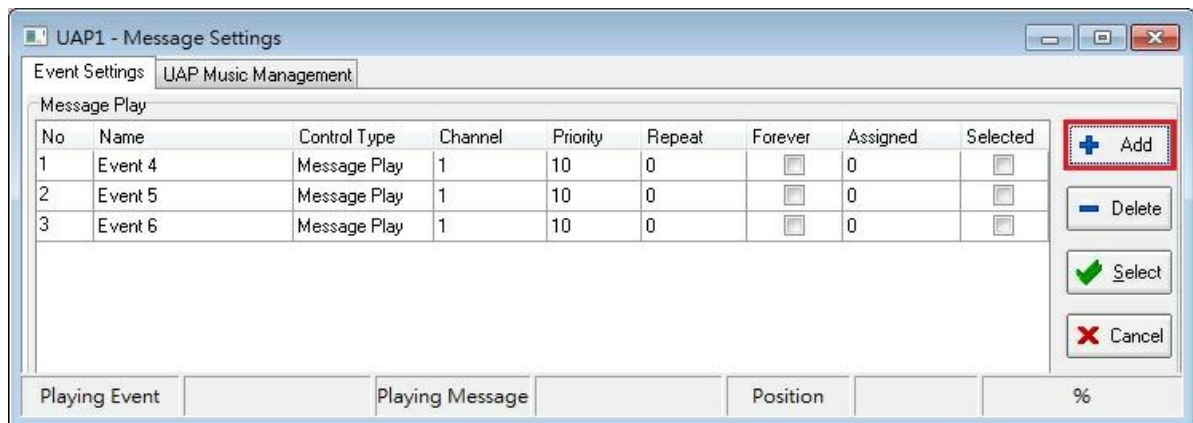 UAP1 - Message Settings
Event Settings UAP Music Management
Message Play
No Name Control Type Channel Priority Repeat Forever Assigned Selected
1 Event 4 Message Play 1 10 0 0
2 Event 5 Message Play 1 10 0 0
3 Event 6 Message Play 1 10 0 0
Add
Delete
Select
Cancel
Playing Event Playing Message Position %